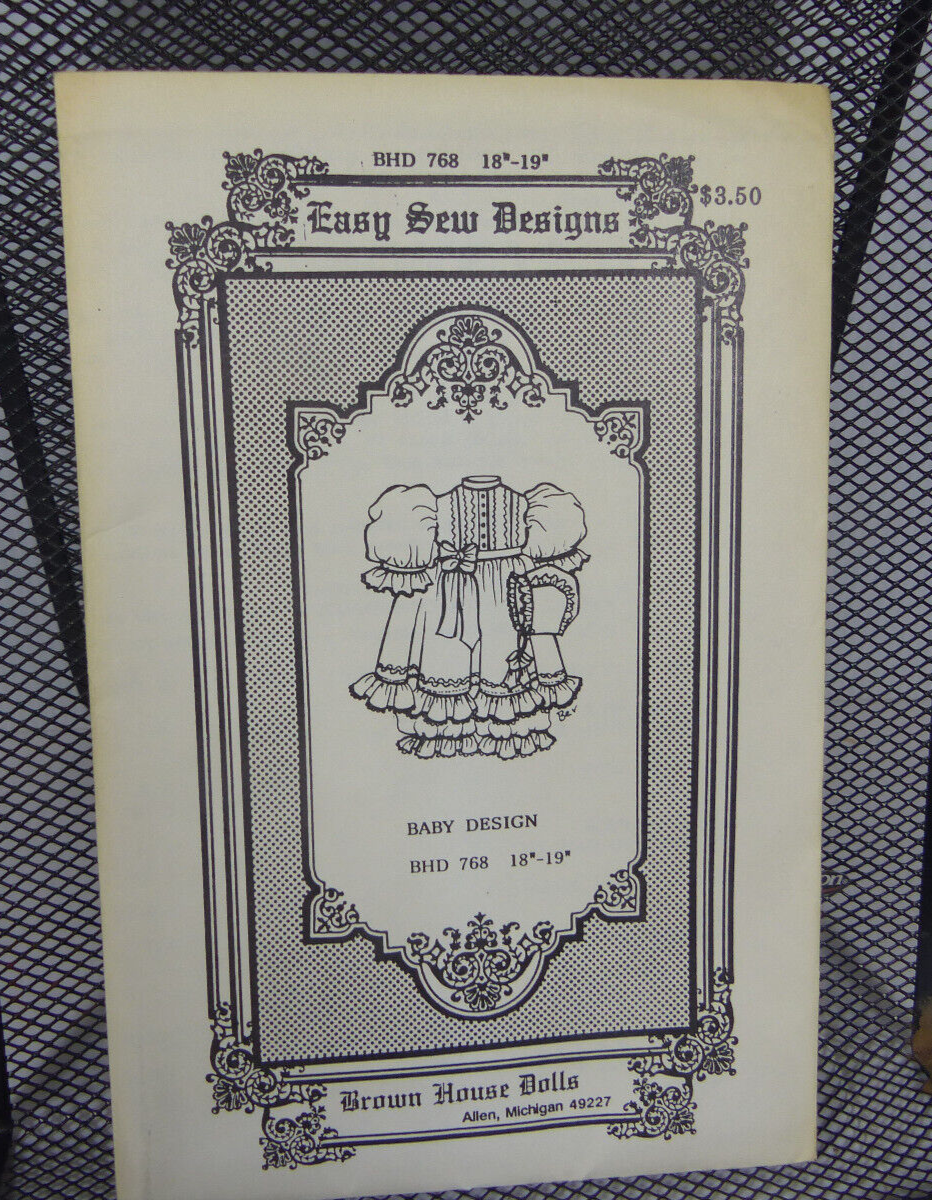 BHD 768 18"-19"
$3.50
Easy Sew Designs
Ber
BABY DESIGN
BHD 768 18"-19"
Brown House Dolls
Allen, Michigan 49227